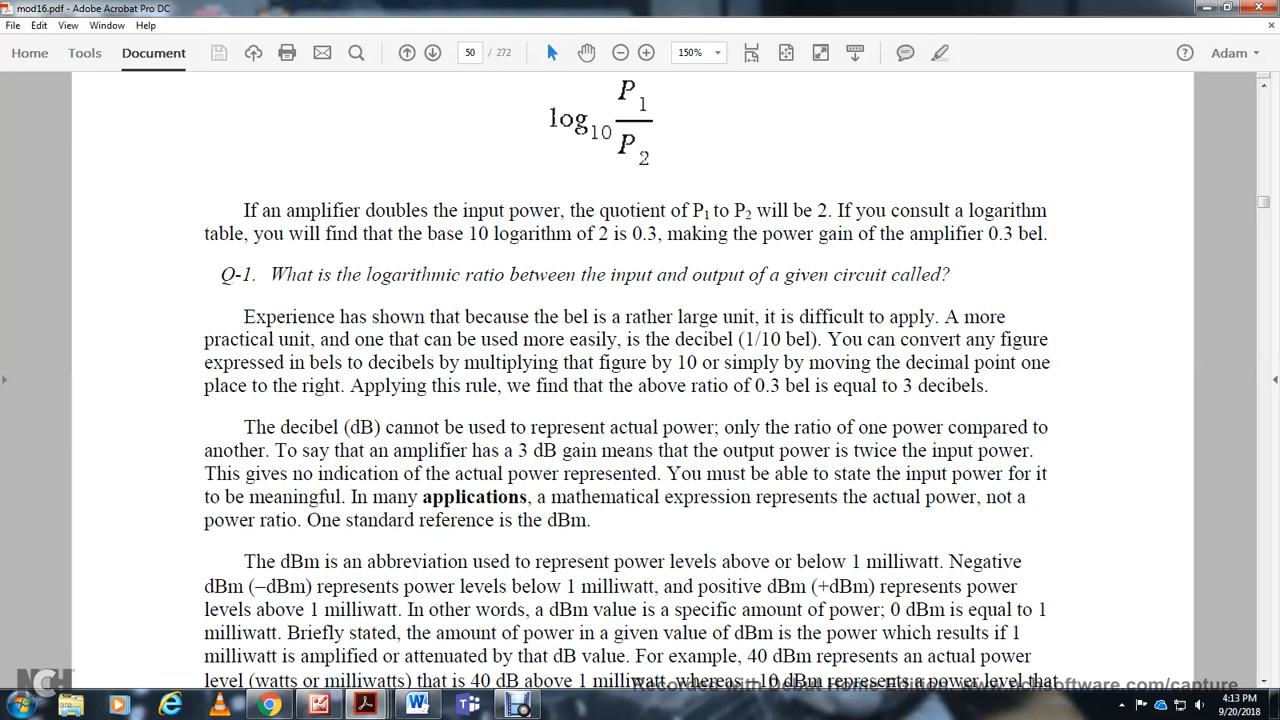 mod16.pdf - Adobe Acrobat Pro DC
File Edit View Window Help
Home Tools Document 50 / 272 150% Adam
log10 P1
P2
If an amplifier doubles the input power, the quotient of P1 to P2 will be 2. If you consult a logarithm
table, you will find that the base 10 logarithm of 2 is 0.3, making the power gain of the amplifier 0.3 bel.
Q-1. What is the logarithmic ratio between the input and output of a given circuit called?
Experience has shown that because the bel is a rather large unit, it is difficult to apply. A more
practical unit, and one that can be used more easily, is the decibel (1/10 bel). You can convert any figure
expressed in bels to decibels by multiplying that figure by 10 or simply by moving the decimal point one
place to the right. Applying this rule, we find that the above ratio of 0.3 bel is equal to 3 decibels.
The decibel (dB) cannot be used to represent actual power; only the ratio of one power compared to
another. To say that an amplifier has a 3 dB gain means that the output power is twice the input power.
This gives no indication of the actual power represented. You must be able to state the input power for it
to be meaningful. In many applications, a mathematical expression represents the actual power, not a
power ratio. One standard reference is the dBm.
The dBm is an abbreviation used to represent power levels above or below 1 milliwatt. Negative
dBm (–dBm) represents power levels below 1 milliwatt, and positive dBm (+dBm) represents power
levels above 1 milliwatt. In other words, a dBm value is a specific amount of power; 0 dBm is equal to 1
milliwatt. Briefly stated, the amount of power in a given value of dBm is the power which results if 1
milliwatt is amplified or attenuated by that dB value. For example, 40 dBm represents an actual power
level (watts or milliwatts) that is 40 dB above 1 milliwatt, whereas –10 dBm represents a power level that
NCH
4:13 PM
9/20/2018